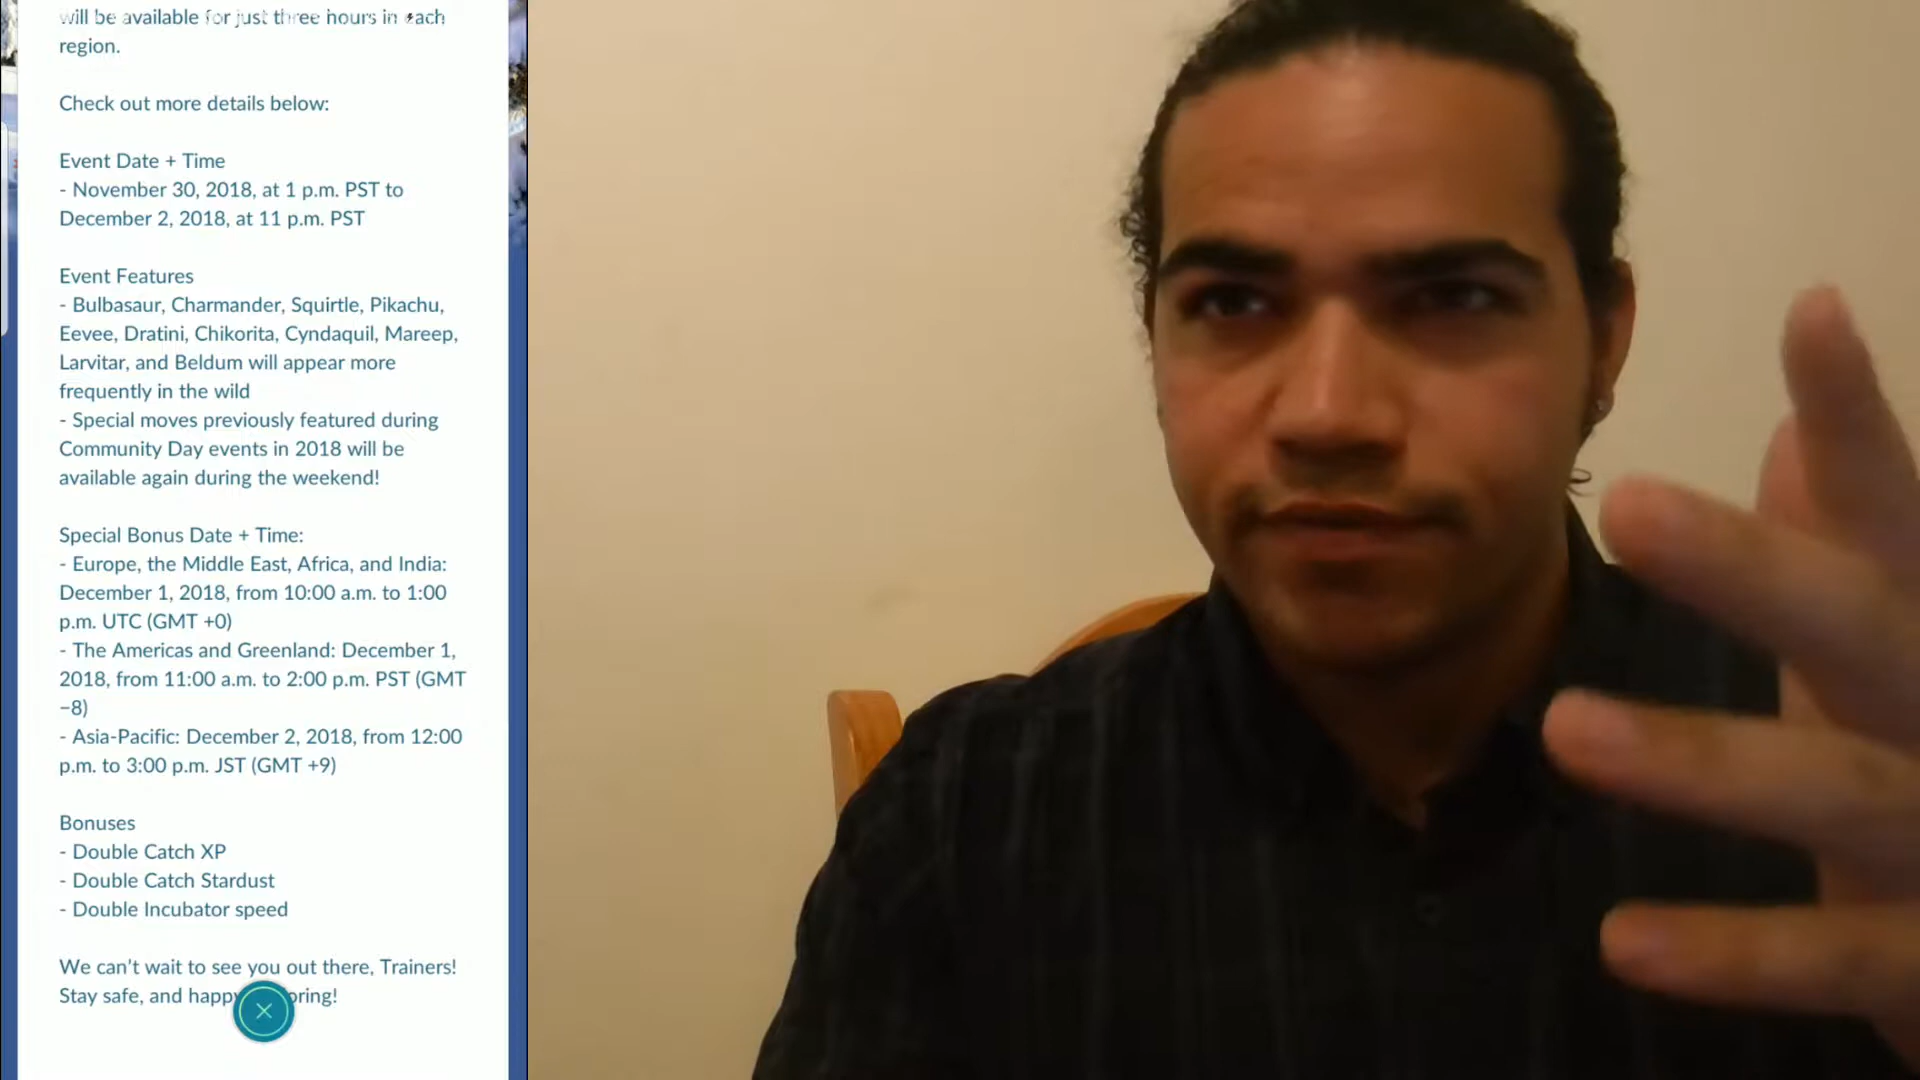 will be available for just three hours in each
region.
Check out more details below:
Event Date + Time
- November 30, 2018, at 1 p.m. PST to
December 2, 2018, at 11 p.m. PST
Event Features
- Bulbasaur, Charmander, Squirtle, Pikachu,
Eevee, Dratini, Chikorita, Cyndaquil, Mareep,
Larvitar, and Beldum will appear more
frequently in the wild
- Special moves previously featured during
Community Day events in 2018 will be
available again during the weekend!
Special Bonus Date + Time:
- Europe, the Middle East, Africa, and India:
December 1, 2018, from 10:00 a.m. to 1:00
p.m. UTC (GMT +0)
- The Americas and Greenland: December 1,
2018, from 11:00 a.m. to 2:00 p.m. PST (GMT
−8)
- Asia-Pacific: December 2, 2018, from 12:00
p.m. to 3:00 p.m. JST (GMT +9)
Bonuses
- Double Catch XP
- Double Catch Stardust
- Double Incubator speed
We can't wait to see you out there, Trainers!
Stay safe, and